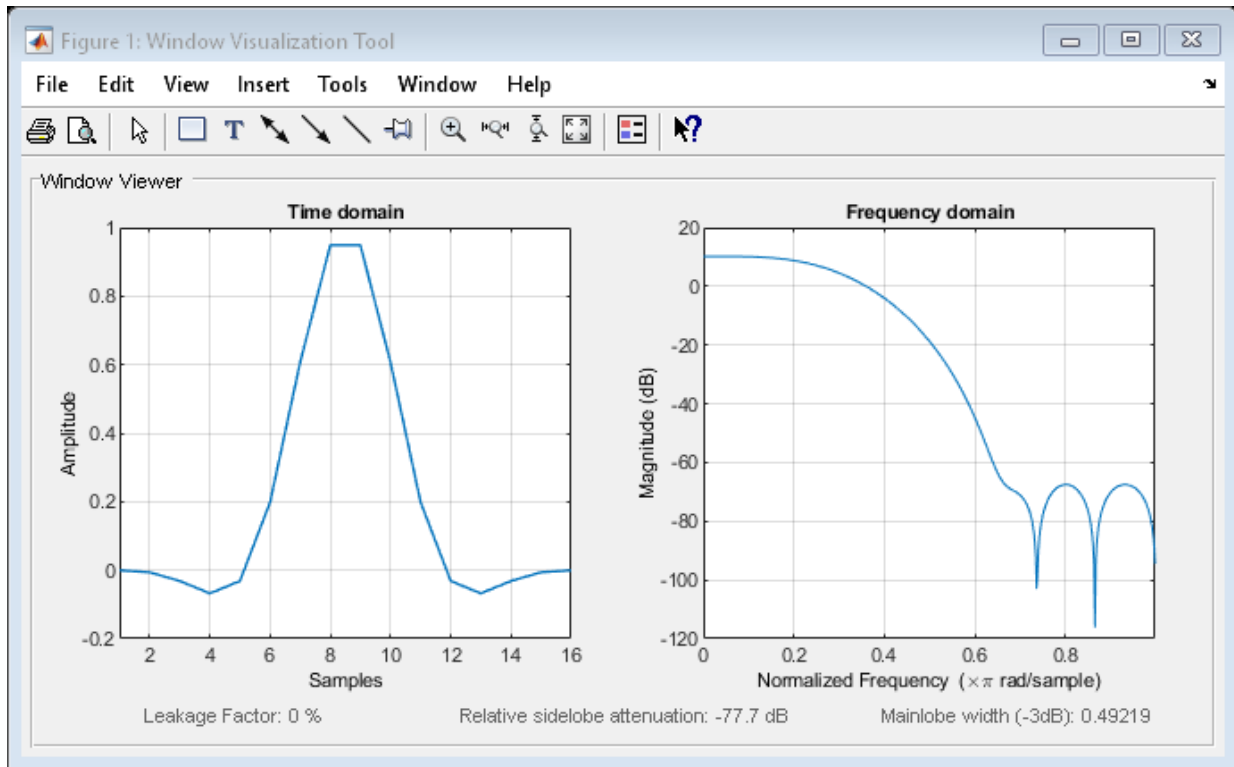 Figure 1: Window Visualization Tool
File Edit View Insert Tools Window Help
T
?
Window Viewer
Time domain
1
0.8
0.6
0.4
0.2
0
-0.2
Amplitude
2 4 6 8 10 12 14 16
Samples
Frequency domain
20
0
-20
-40
-60
-80
-100
-120
Magnitude (dB)
0 0.2 0.4 0.6 0.8
Normalized Frequency (×π rad/sample)
Leakage Factor: 0 % Relative sidelobe attenuation: -77.7 dB Mainlobe width (-3dB): 0.49219